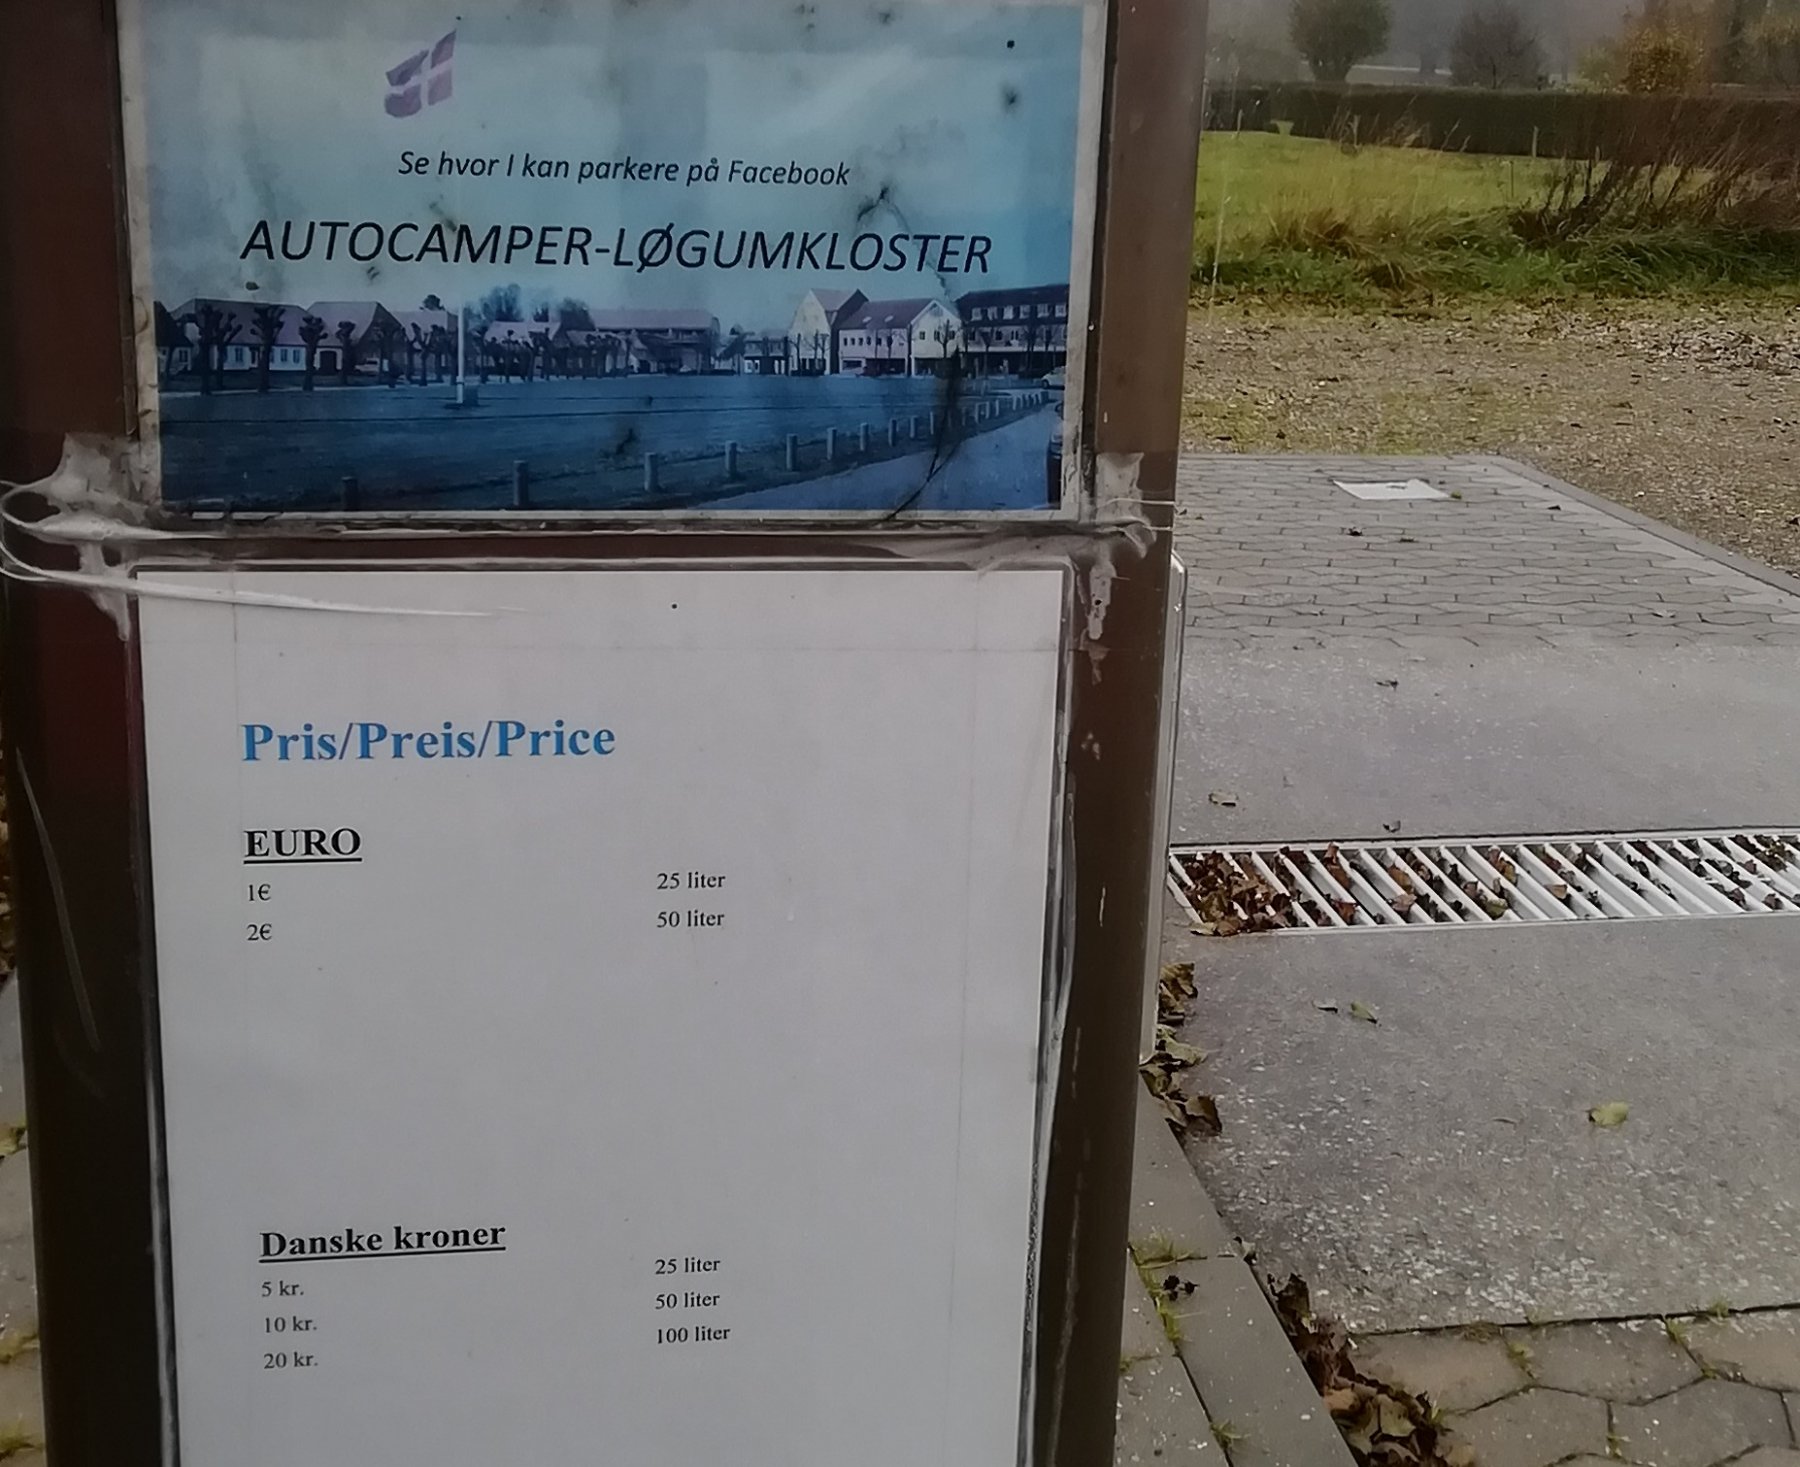 Se hvor I kan parkere på Facebook
AUTOCAMPER-LØGUMKLOSTER
Pris/Preis/Price
EURO
1€ 25 liter
2€ 50 liter
Danske kroner
5 kr. 25 liter
10 kr. 50 liter
20 kr. 100 liter